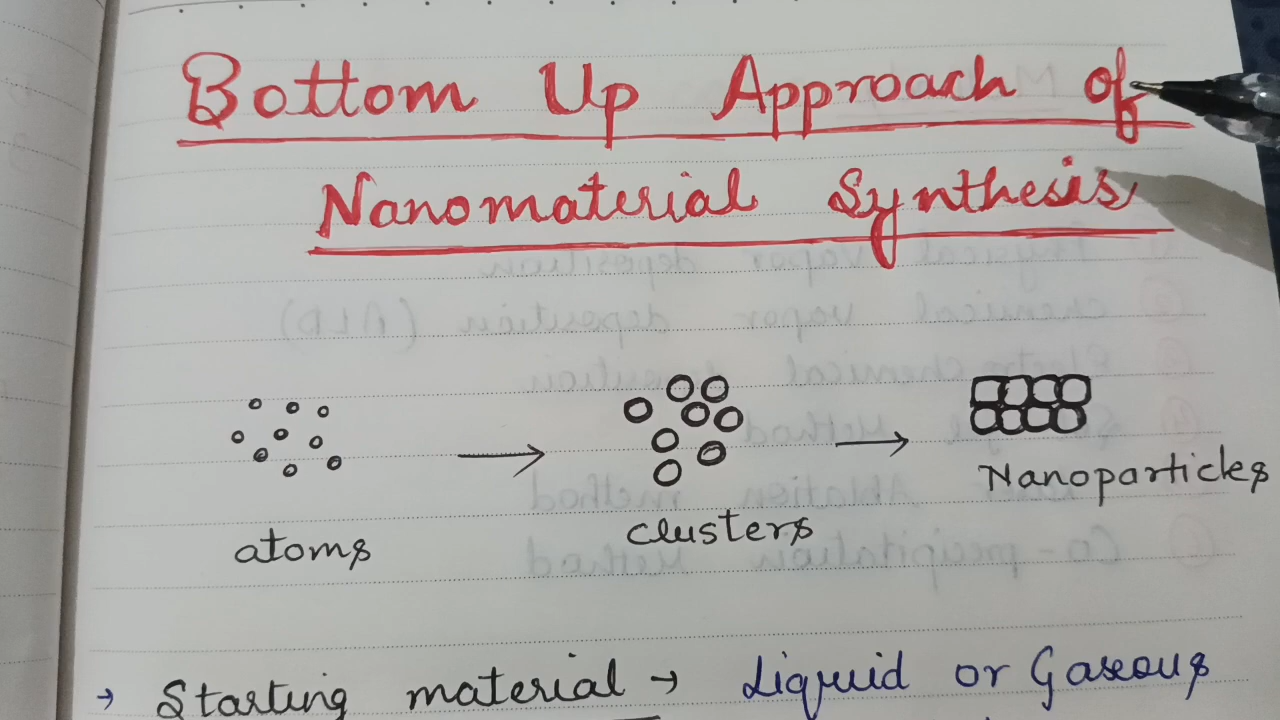 Bottom Up Approach of
Nanomaterial Synthesis
atoms → clusters → Nanoparticles
→ Starting material → Liquid or Gaseous